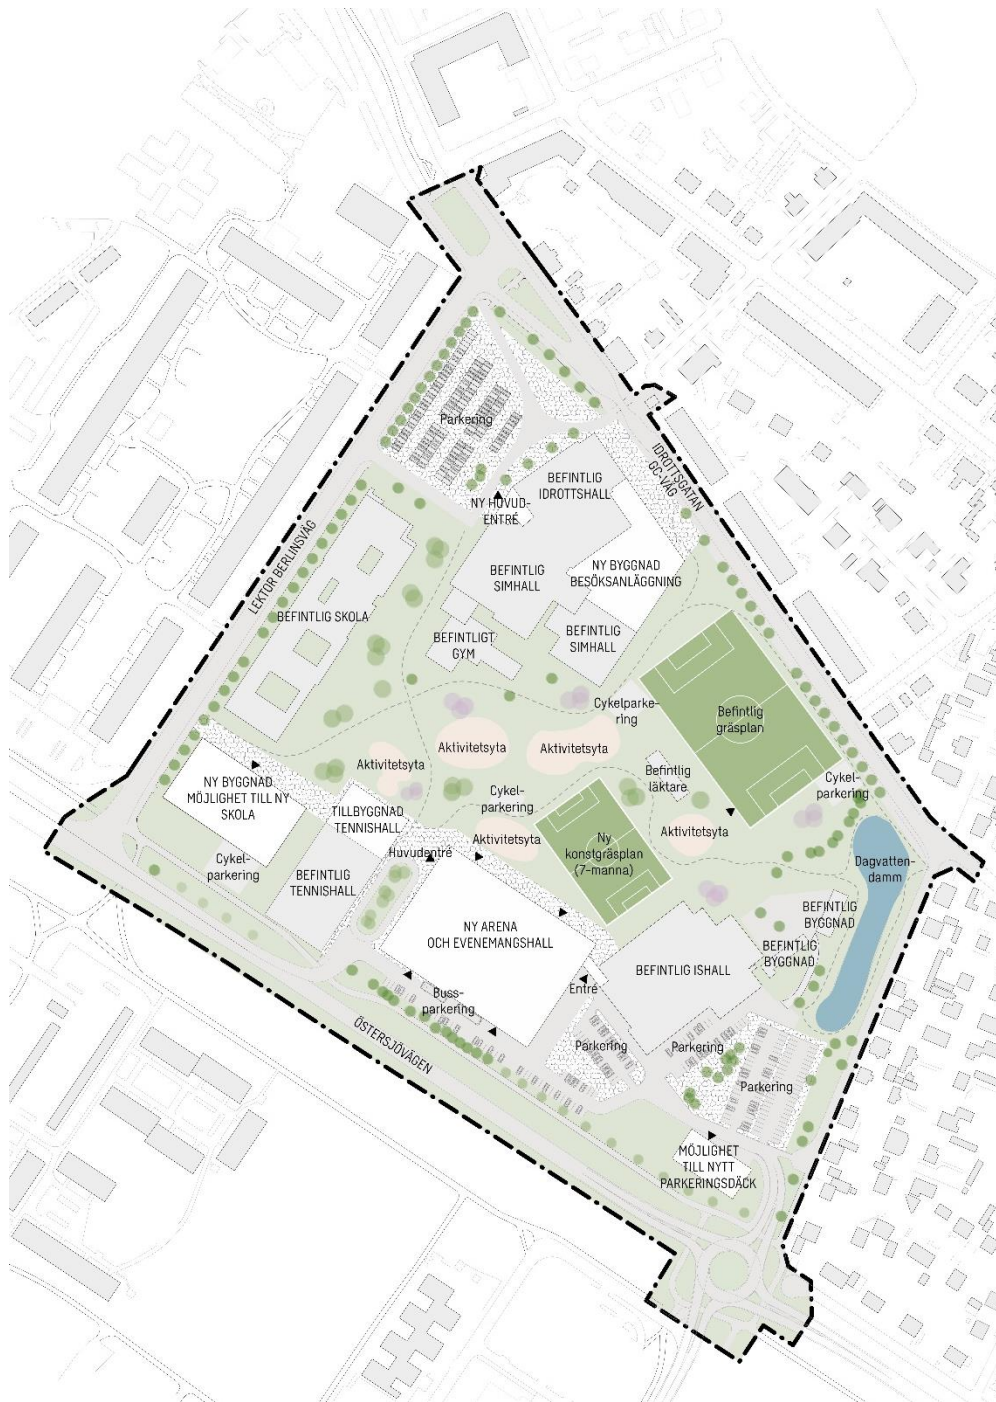 Parkering
IDROTTSGATAN
GC-VÄG
BEFINTLIG
IDROTTSHALL
NY HUVUD-
ENTRÉ
LEKTOR BERLINSVÄG
BEFINTLIG
SIMHALL
NY BYGGNAD
BESÖKSANLÄGGNING
BEFINTLIG SKOLA
BEFINTLIGT
GYM
BEFINTLIG
SIMHALL
Cykelparke-
ring
Befintlig
gräsplan
Aktivitetsyta
Aktivitetsyta
Aktivitetsyta
Befintlig
läktare
Cykel-
parkering
NY BYGGNAD
MÖJLIGHET TILL NY
SKOLA
Cykel-
parkering
TILLBYGGNAD
TENNISHALL
Aktivitetsyta
Ny
konstgräsplan
(7-manna)
Aktivitetsyta
Huvudentré
Cykel-
parkering
BEFINTLIG
TENNISHALL
Dagvatten-
damm
BEFINTLIG
BYGGNAD
NY ARENA
OCH EVENEMANGSHALL
BEFINTLIG
BYGGNAD
BEFINTLIG ISHALL
Entré
Buss-
parkering
ÖSTERSJÖVÄGEN
Parkering
Parkering
Parkering
MÖJLIGHET
TILL NYTT
PARKERINGSDÄCK